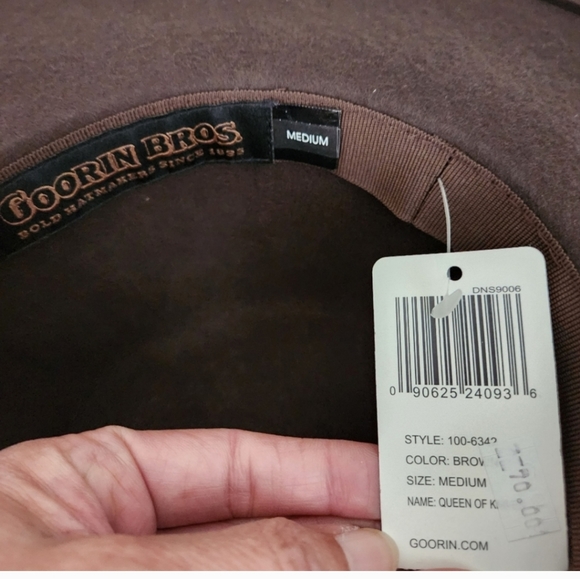 GOORIN BROS.
BOLD HATMAKERS SINCE 1895
MEDIUM
DNS9006
0 90625 24093 6
STYLE: 100-6342
COLOR: BROW
SIZE: MEDIUM
NAME: QUEEN OF K
GOORIN.COM